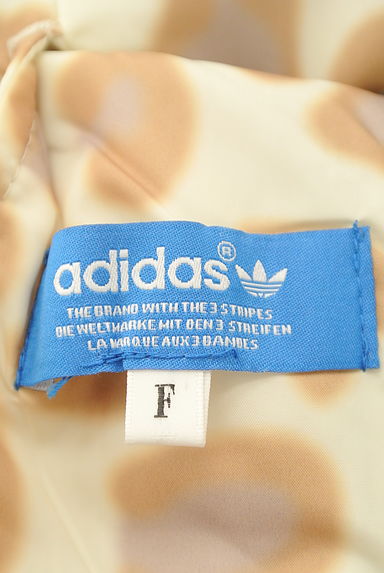 adidas®
THE BRAND WITH THE 3 STRIPES
DIE WELTMARKE MIT DEN 3 STREIFEN
LA MARQUE AUX 3 BANDES
F